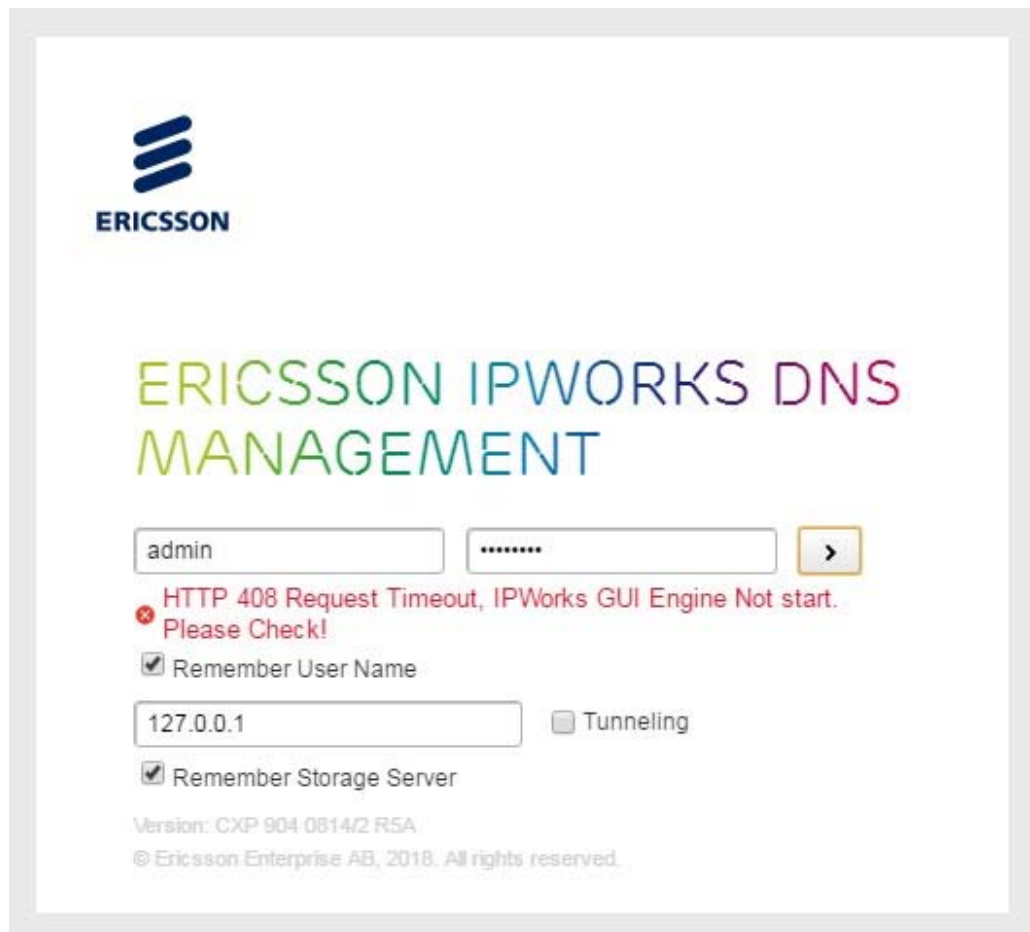 ERICSSON
ERICSSON IPWORKS DNS
MANAGEMENT
admin
••••••••
HTTP 408 Request Timeout, IPWorks GUI Engine Not start.
Please Check!
Remember User Name
127.0.0.1
Tunneling
Remember Storage Server
Version: CXP 904 0814/2 R5A
© Ericsson Enterprise AB, 2018. All rights reserved.